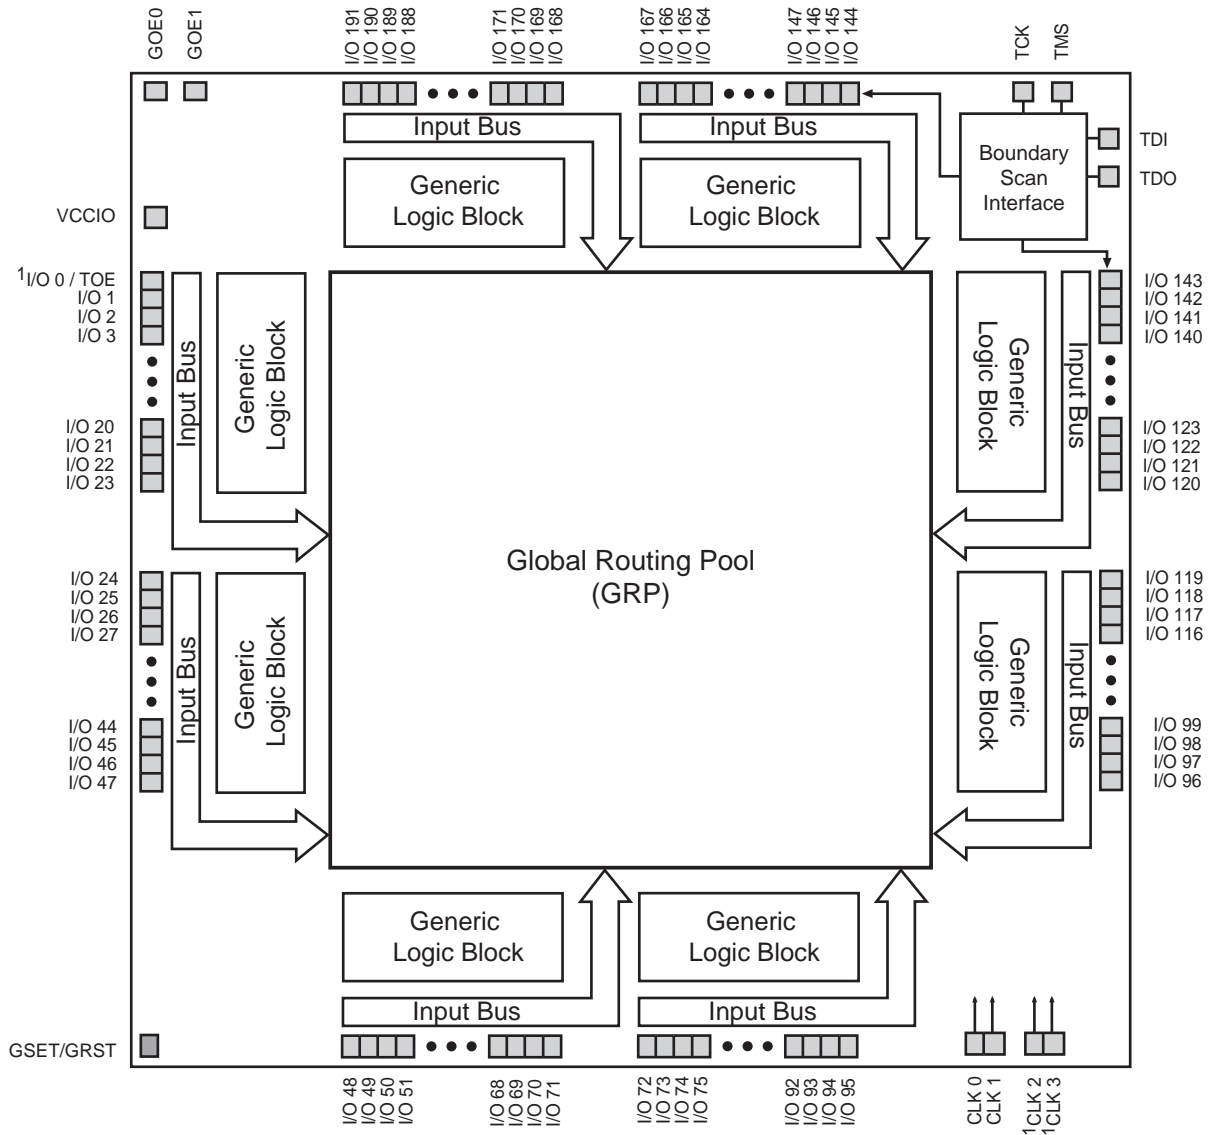 GOE0
GOE1
I/O 191
I/O 190
I/O 189
I/O 188
I/O 171
I/O 170
I/O 169
I/O 168
I/O 167
I/O 166
I/O 165
I/O 164
I/O 147
I/O 146
I/O 145
I/O 144
TCK
TMS
Input Bus
Input Bus
TDI
TDO
Boundary
Scan
Interface
Generic
Logic Block
Generic
Logic Block
VCCIO
1I/O 0 / TOE
I/O 1
I/O 2
I/O 3
I/O 20
I/O 21
I/O 22
I/O 23
Input Bus
Generic
Logic Block
Generic
Logic Block
Input Bus
I/O 143
I/O 142
I/O 141
I/O 140
I/O 123
I/O 122
I/O 121
I/O 120
Global Routing Pool
(GRP)
I/O 24
I/O 25
I/O 26
I/O 27
I/O 44
I/O 45
I/O 46
I/O 47
Input Bus
Generic
Logic Block
Generic
Logic Block
Input Bus
I/O 119
I/O 118
I/O 117
I/O 116
I/O 99
I/O 98
I/O 97
I/O 96
Generic
Logic Block
Generic
Logic Block
Input Bus
Input Bus
GSET/GRST
I/O 48
I/O 49
I/O 50
I/O 51
I/O 68
I/O 69
I/O 70
I/O 71
I/O 72
I/O 73
I/O 74
I/O 75
I/O 92
I/O 93
I/O 94
I/O 95
CLK 0
CLK 1
1CLK 2
1CLK 3